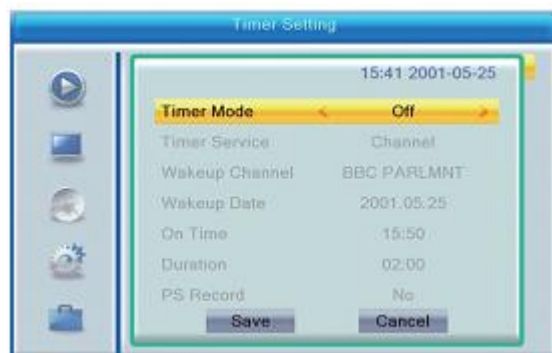 Timer Setting
15:41 2001-05-25
Timer Mode < Off >
Timer Service Channel
Wakeup Channel BBC PARLMNT
Wakeup Date 2001.05.25
On Time 15:50
Duration 02:00
PS Record No
Save Cancel